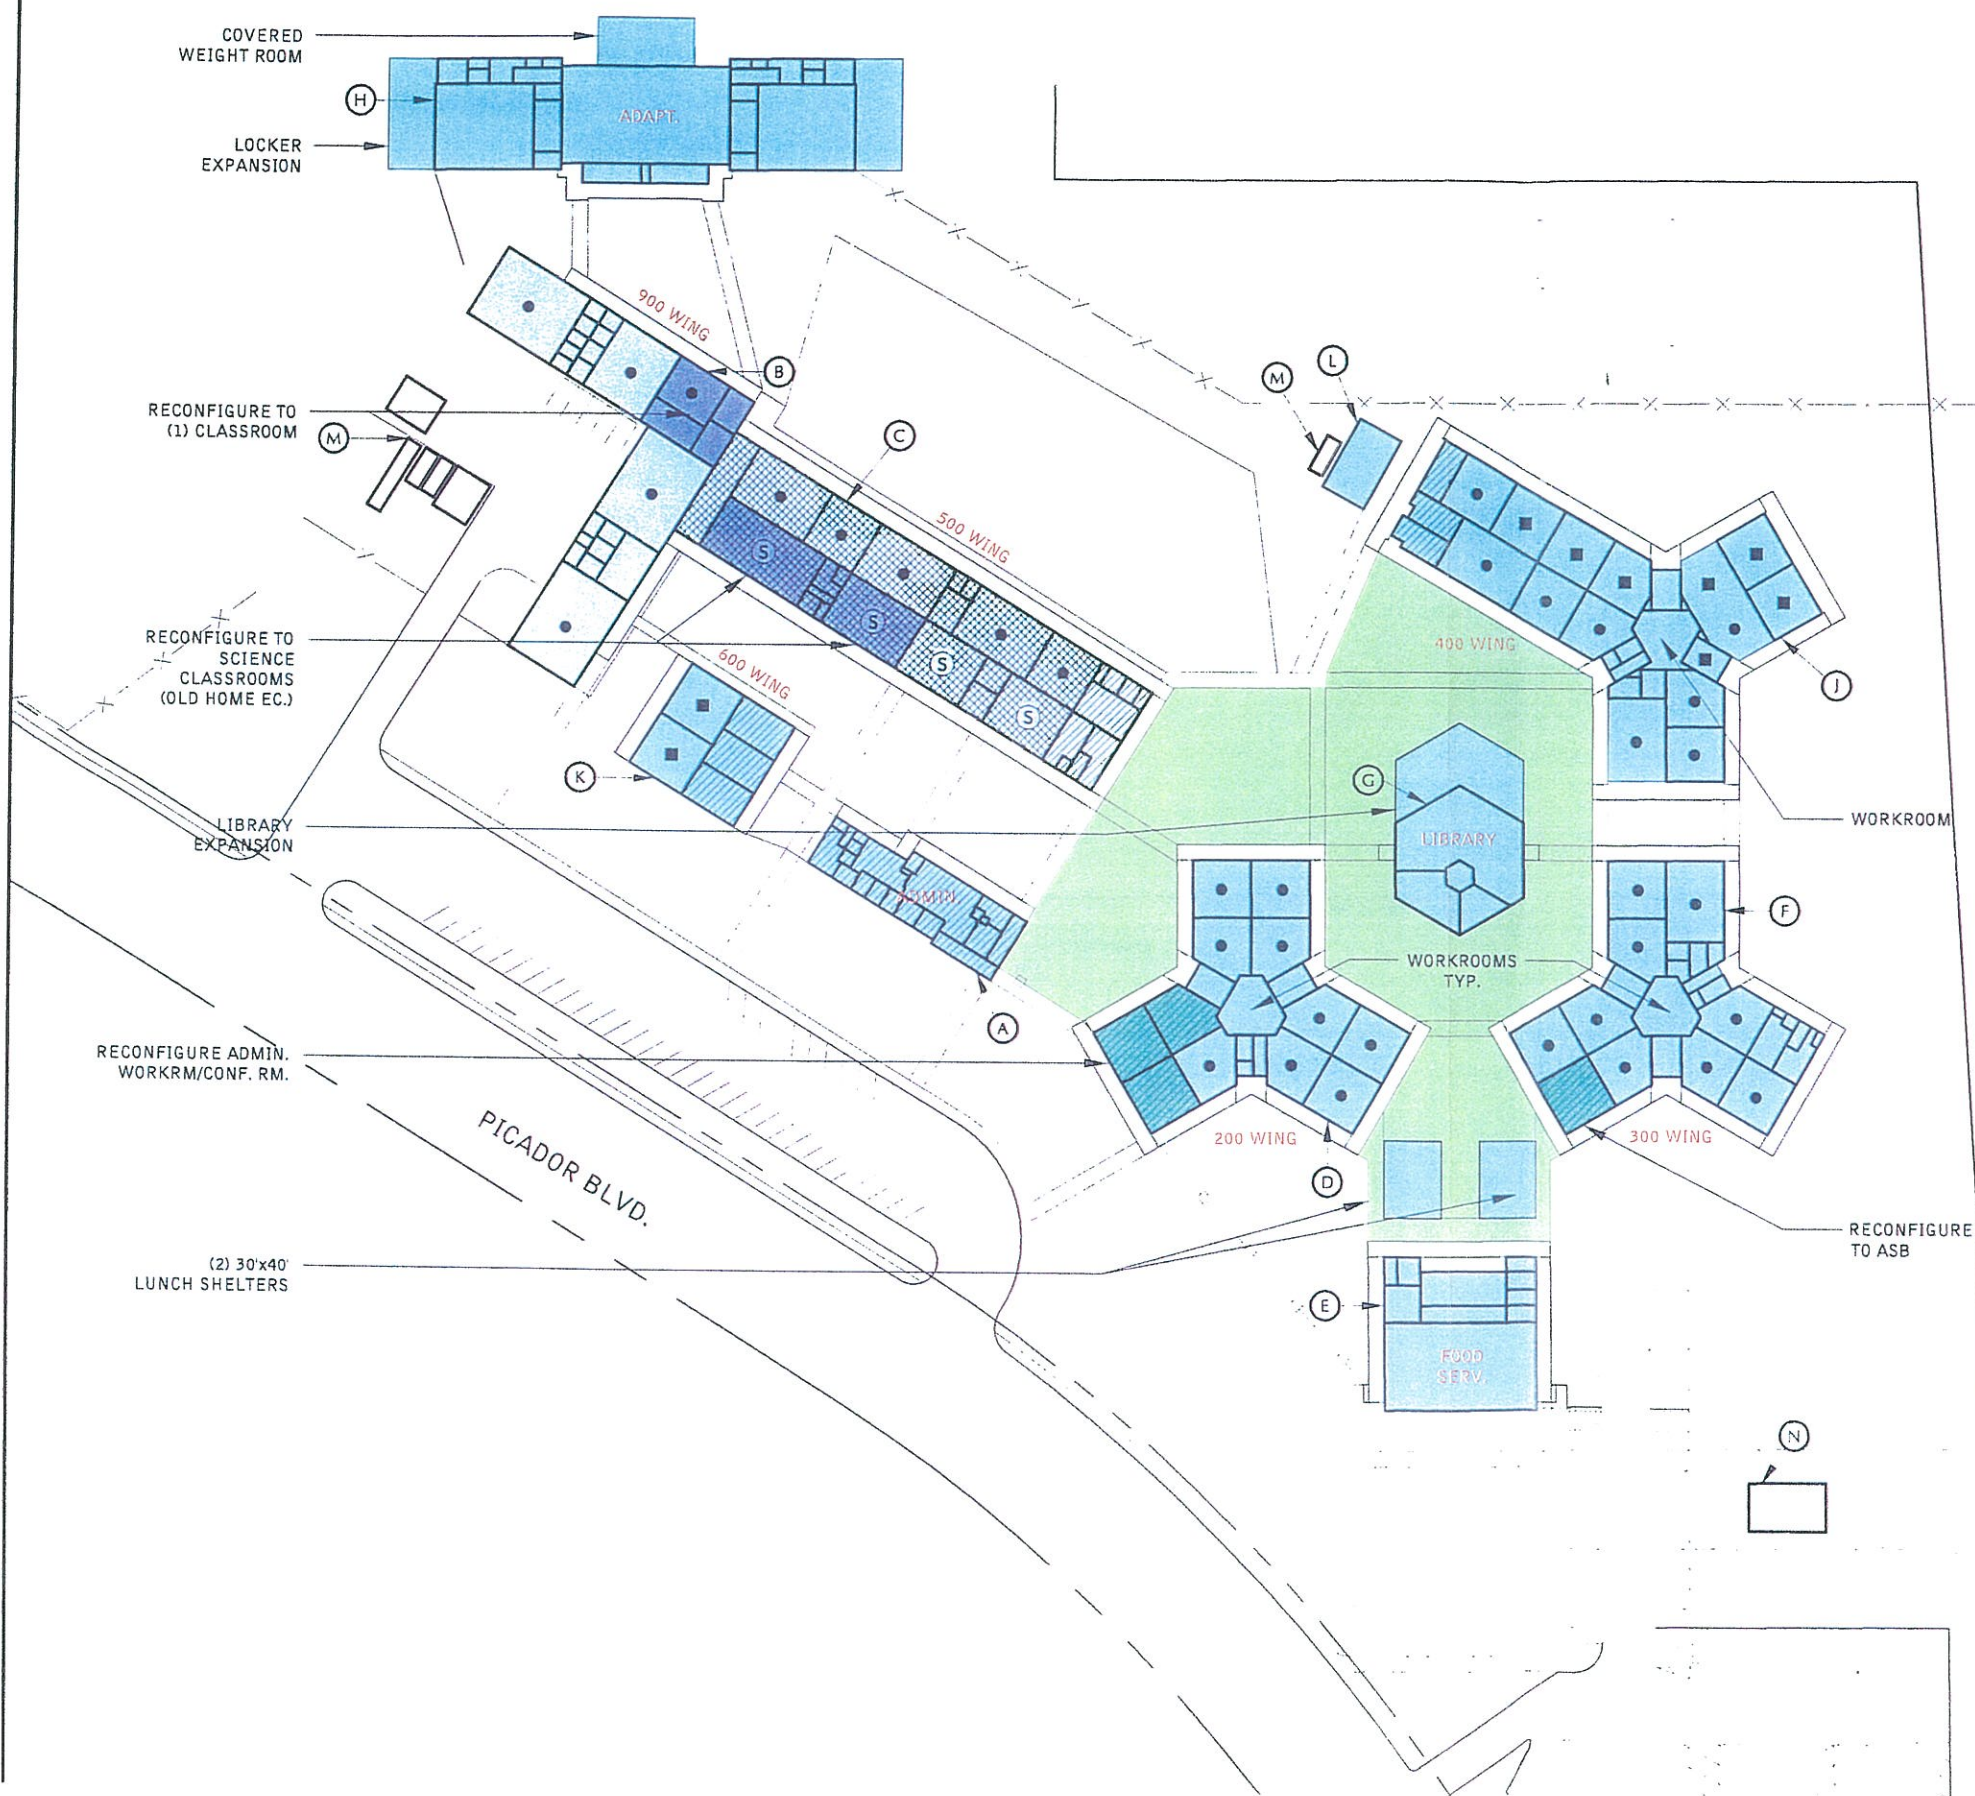 COVERED
WEIGHT ROOM
H
ADAPT.
LOCKER
EXPANSION
900 WING
B
L
M
RECONFIGURE TO
(1) CLASSROOM
M
C
500 WING
S
S
S
S
400 WING
RECONFIGURE TO
SCIENCE
CLASSROOMS
(OLD HOME EC.)
600 WING
J
K
G
LIBRARY
EXPANSION
LIBRARY
WORKROOM
ADMIN.
F
WORKROOMS
TYP.
A
RECONFIGURE ADMIN.
WORKRM/CONF. RM.
PICADOR BLVD.
200 WING
300 WING
D
RECONFIGURE
TO ASB
(2) 30'x40'
LUNCH SHELTERS
E
FOOD
SERV.
N